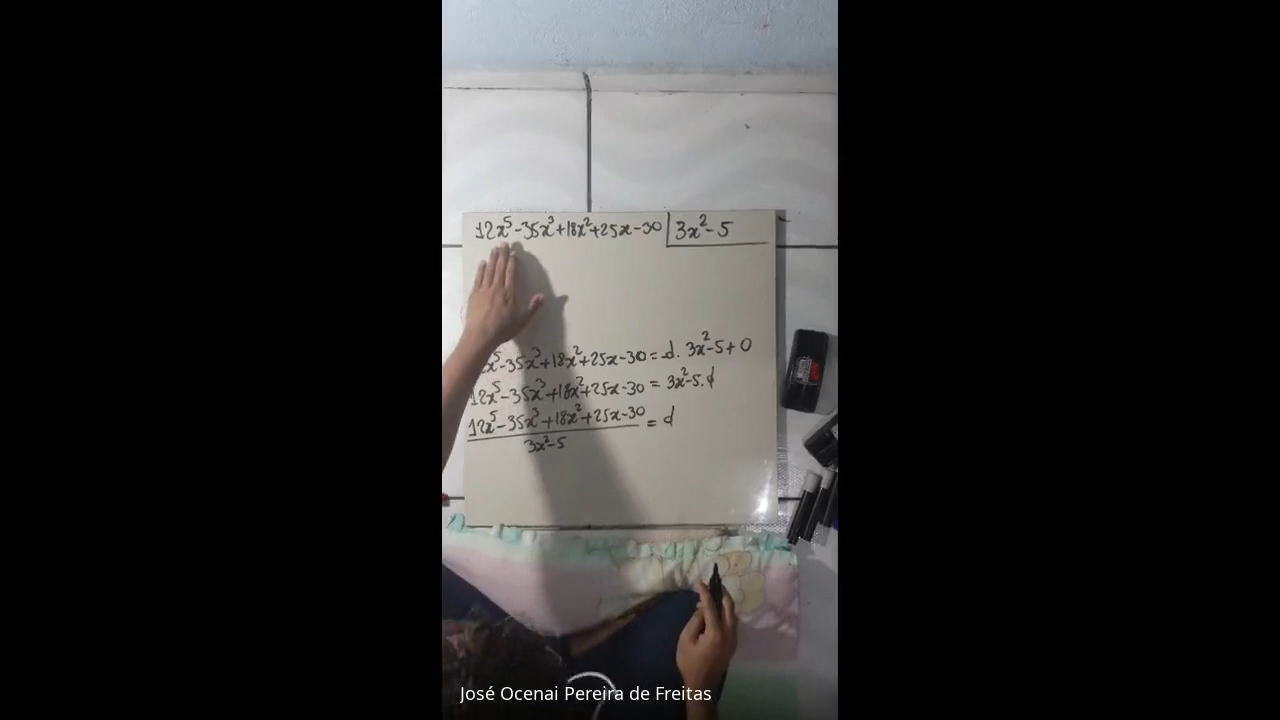 12x⁵-35x³+18x²+25x-30 | 3x²-5
x⁵-35x³+18x²+25x-30 = d. 3x²-5+0
12x⁵-35x³+18x²+25x-30 = 3x²-5.d
12x⁵-35x³+18x²+25x-30 = d
3x²-5
José Ocenai Pereira de Freitas